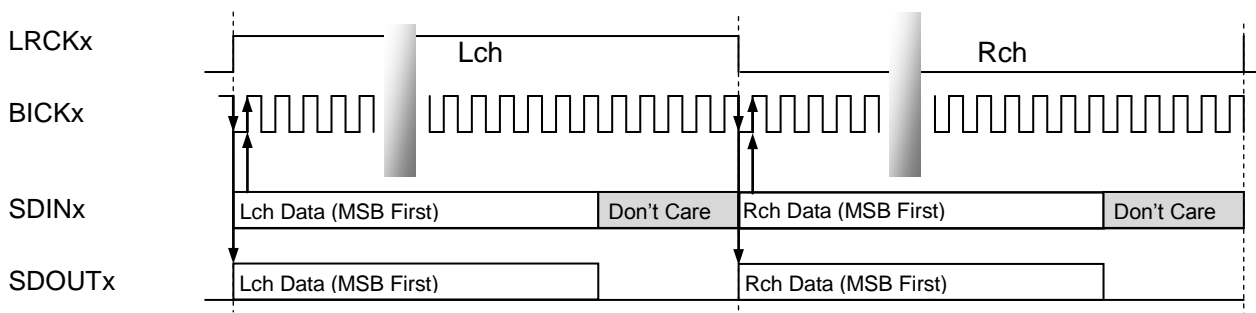 LRCKx
Lch
Rch
BICKx
SDINx
Lch Data (MSB First)
Don't Care
Rch Data (MSB First)
Don't Care
SDOUTx
Lch Data (MSB First)
Rch Data (MSB First)